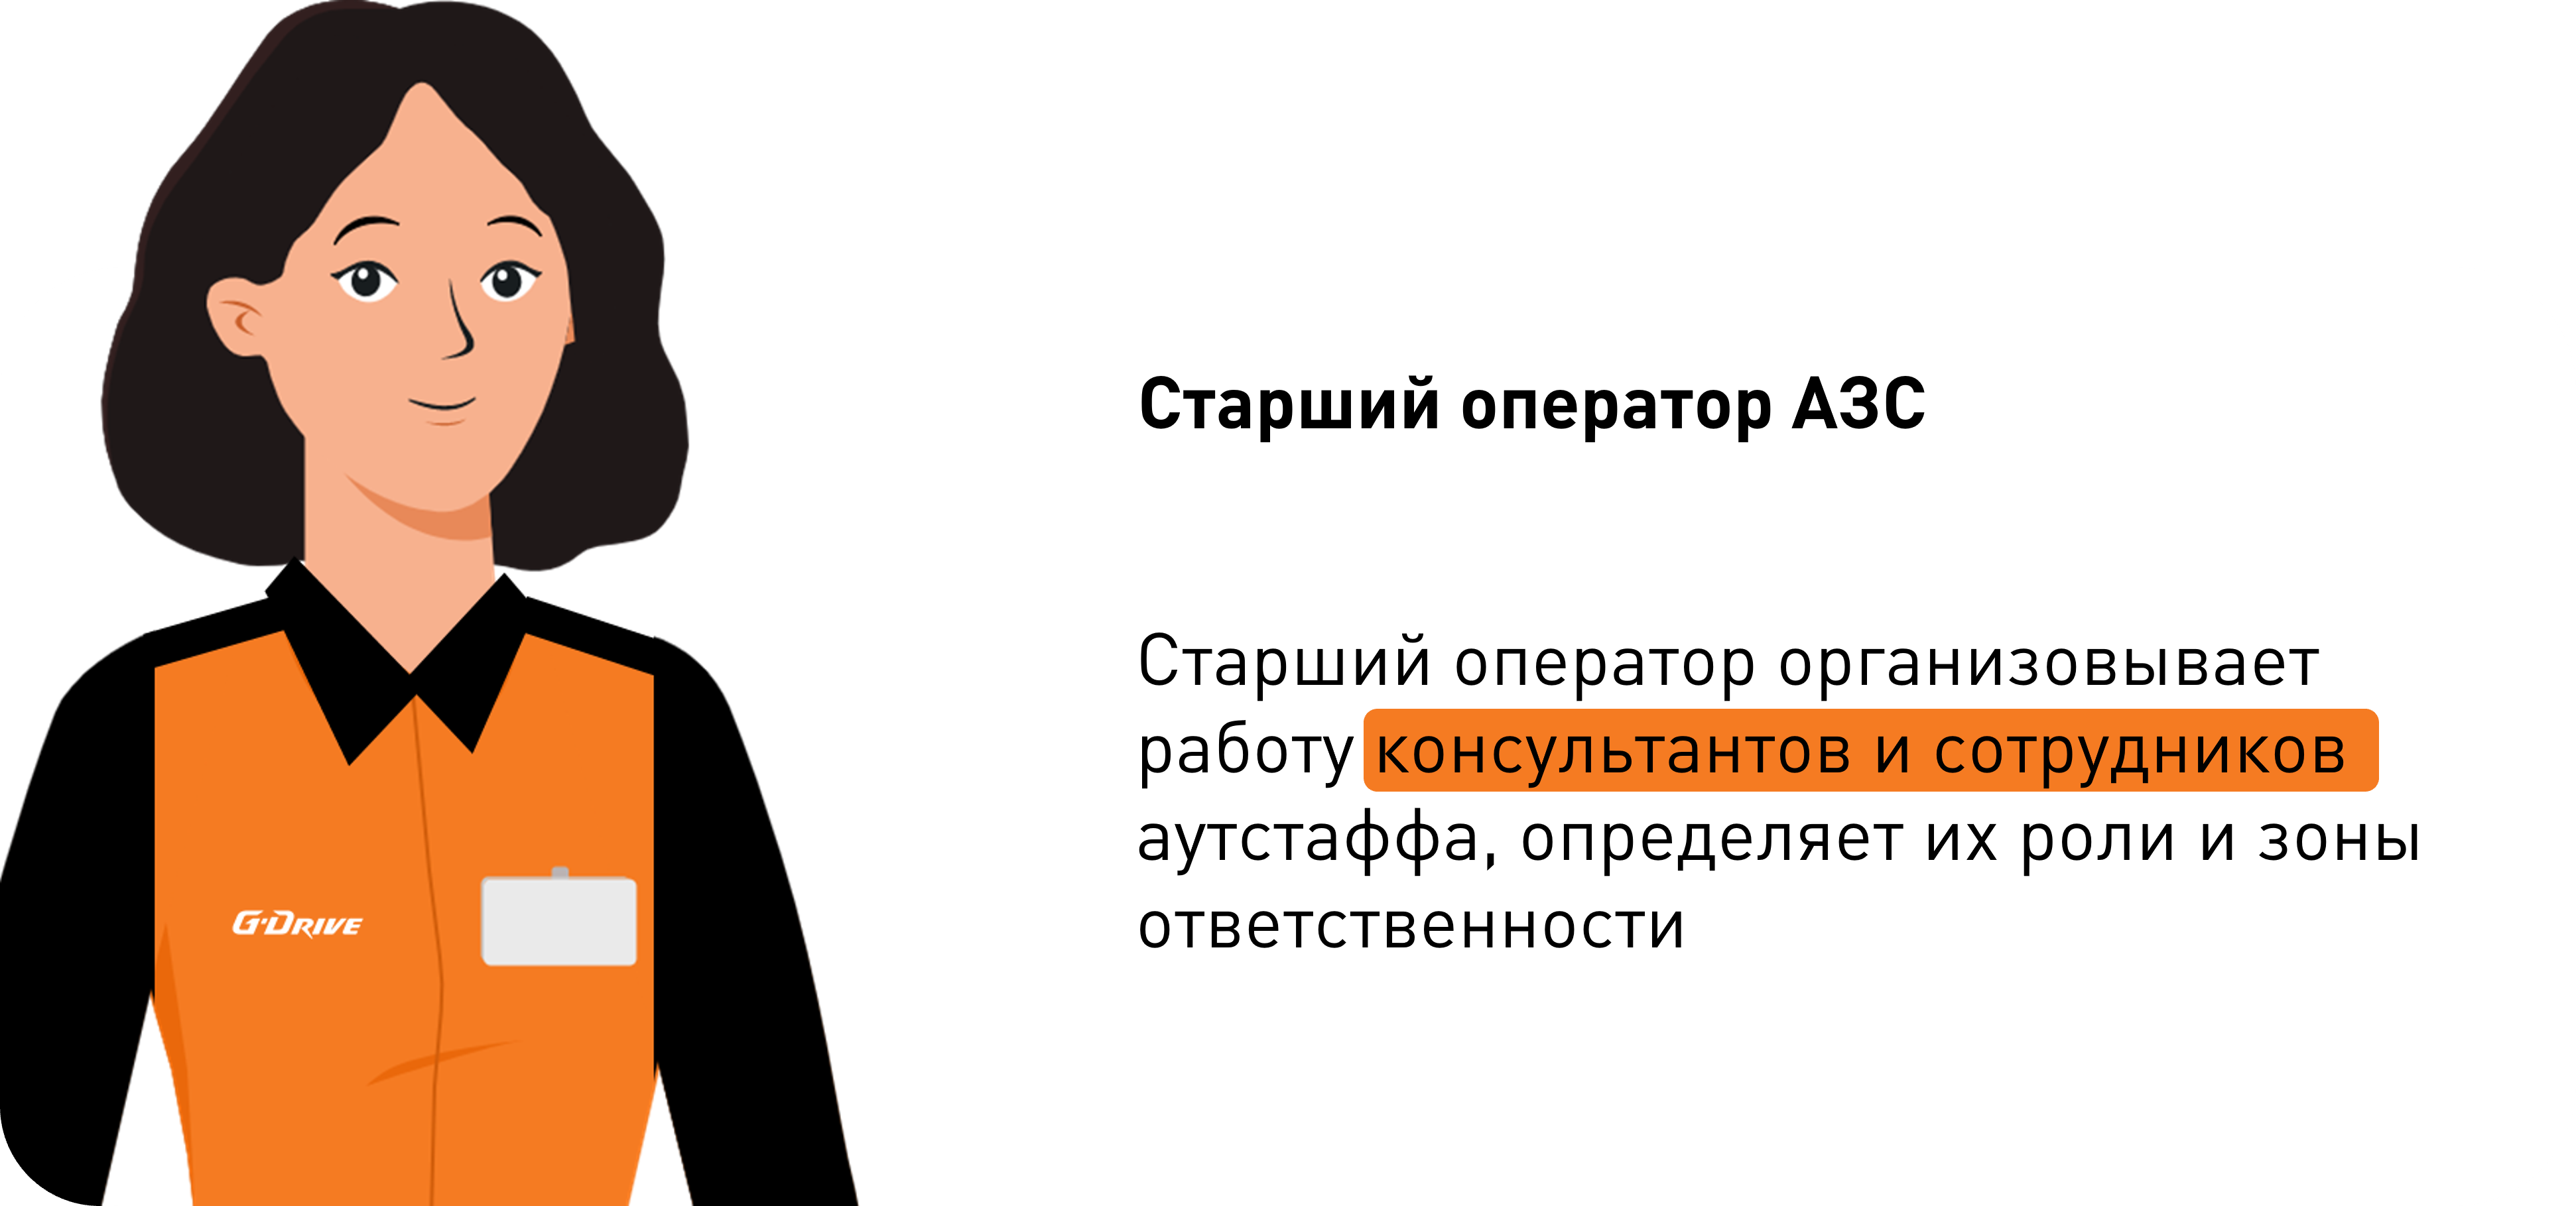 Старший оператор АЗС
Старший оператор организовывает
работу консультантов и сотрудников
аутстаффа, определяет их роли и зоны
ответственности
G-DRIVE